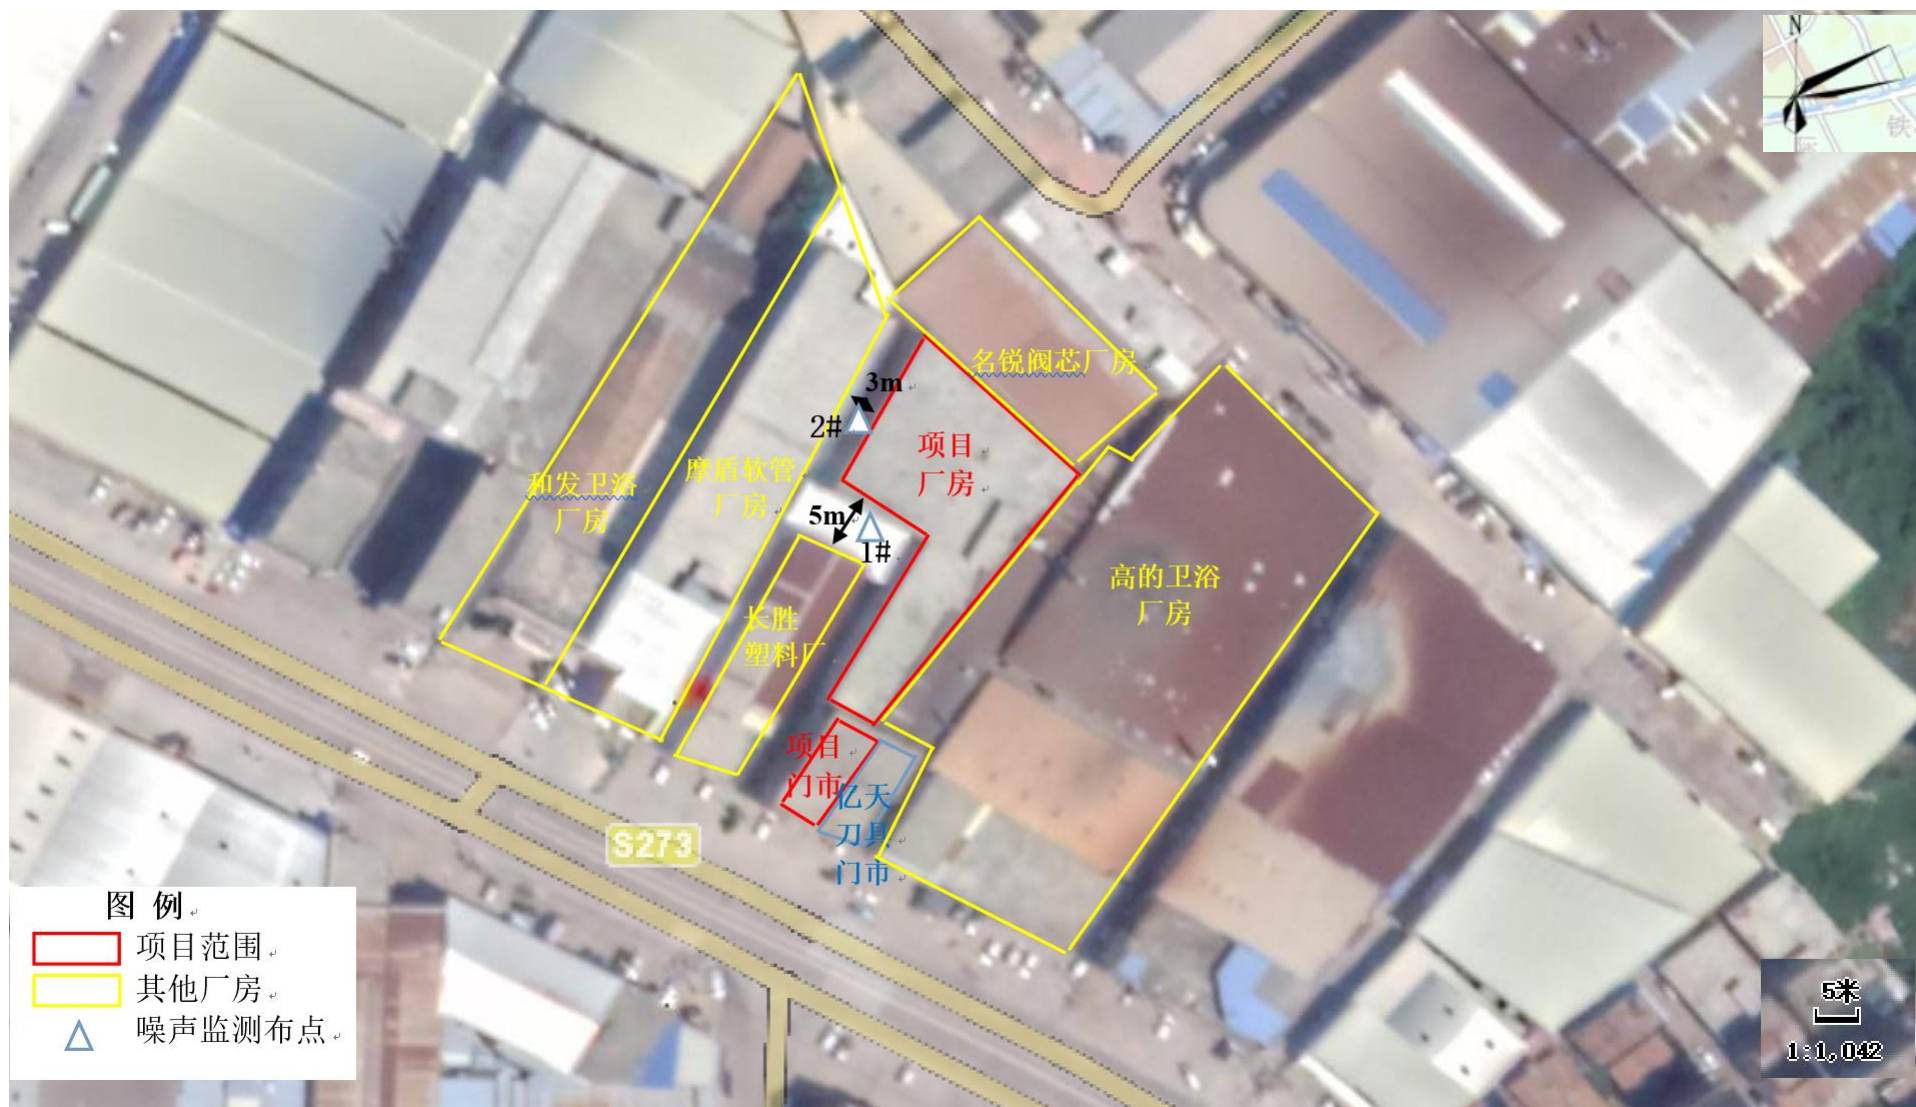 N
铁
名锐阀芯厂房
3m
2#
项目
厂房
和发卫浴
厂房
摩盾软管
厂房
5m
1#
高的卫浴
厂房
长胜
塑料厂
项目
门市
亿天
刀具
门市
S273
图 例
项目范围
其他厂房
噪声监测布点
5米
1:1,042